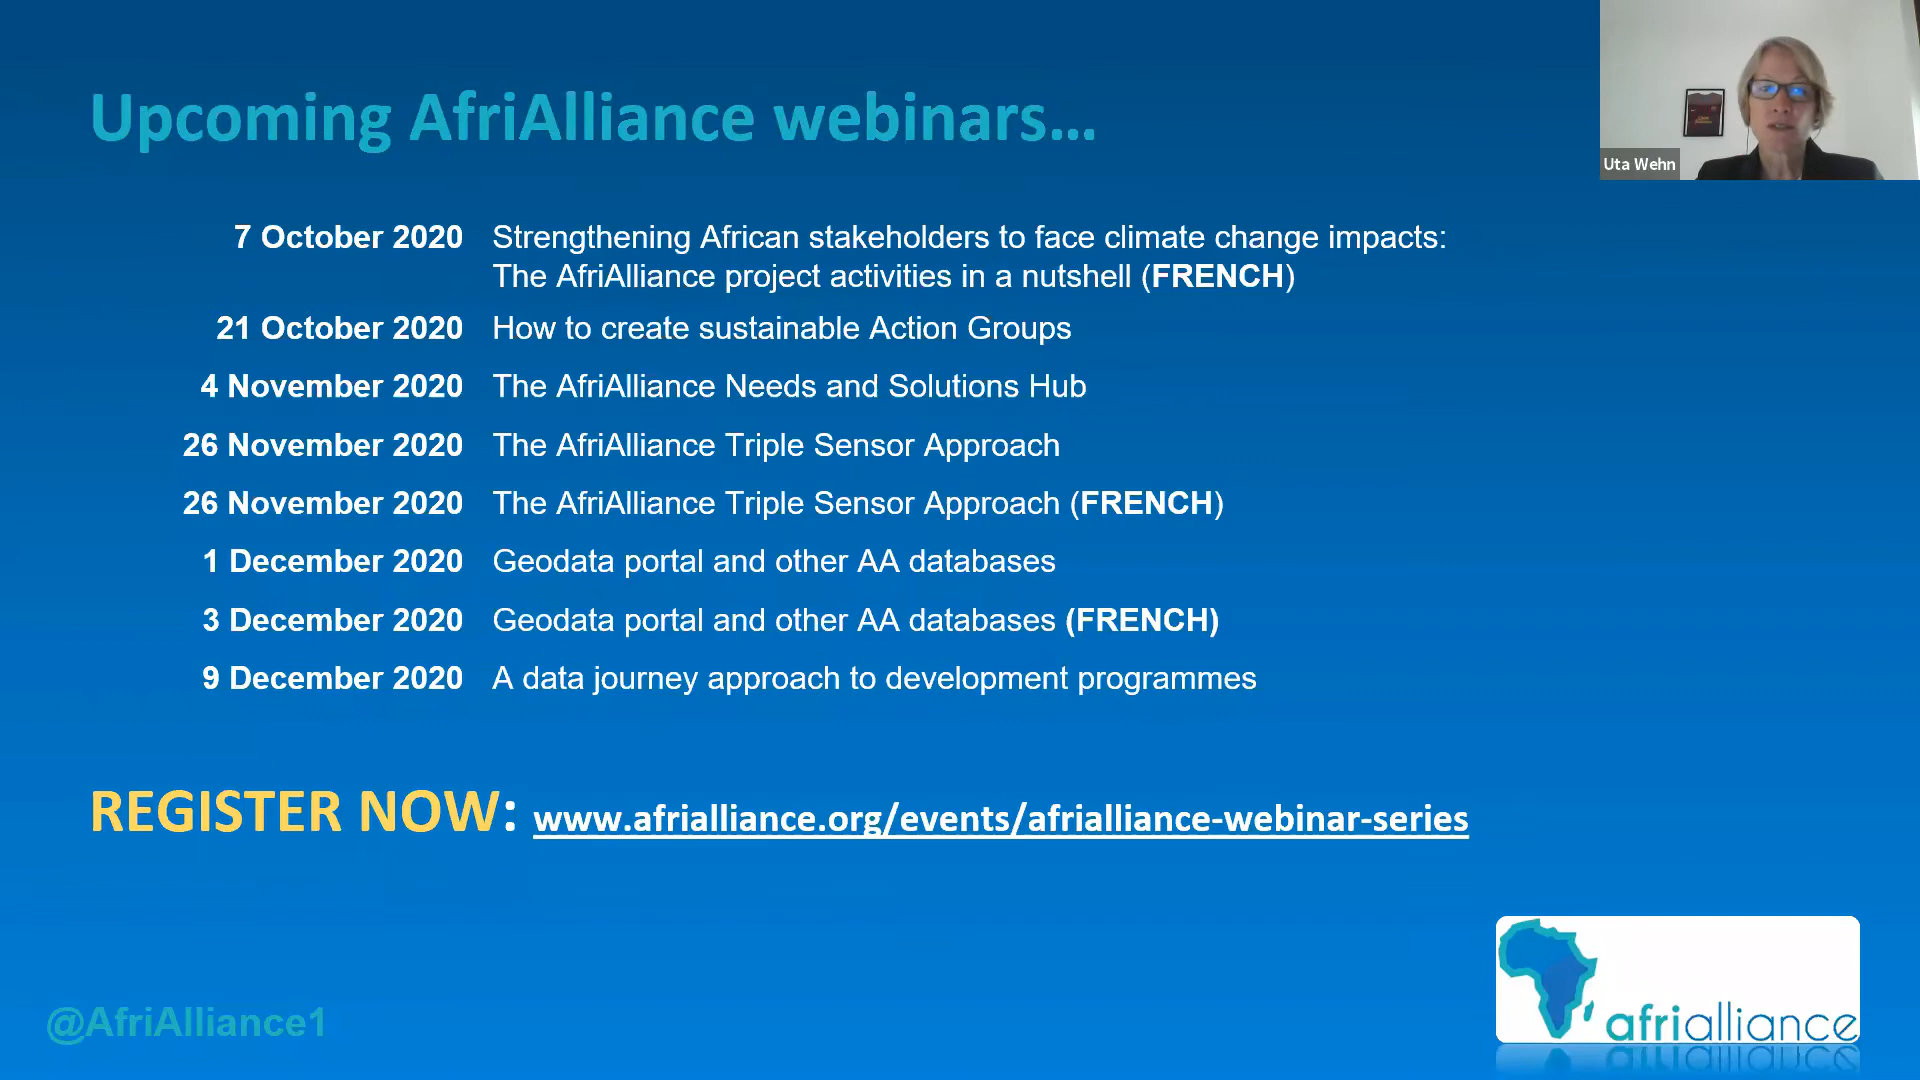 Upcoming AfriAlliance webinars...
Uta Wehn
7 October 2020 Strengthening African stakeholders to face climate change impacts:
The AfriAlliance project activities in a nutshell (FRENCH)
21 October 2020 How to create sustainable Action Groups
4 November 2020 The AfriAlliance Needs and Solutions Hub
26 November 2020 The AfriAlliance Triple Sensor Approach
26 November 2020 The AfriAlliance Triple Sensor Approach (FRENCH)
1 December 2020 Geodata portal and other AA databases
3 December 2020 Geodata portal and other AA databases (FRENCH)
9 December 2020 A data journey approach to development programmes
REGISTER NOW: www.afrialliance.org/events/afrialliance-webinar-series
@AfriAlliance1
afrialliance